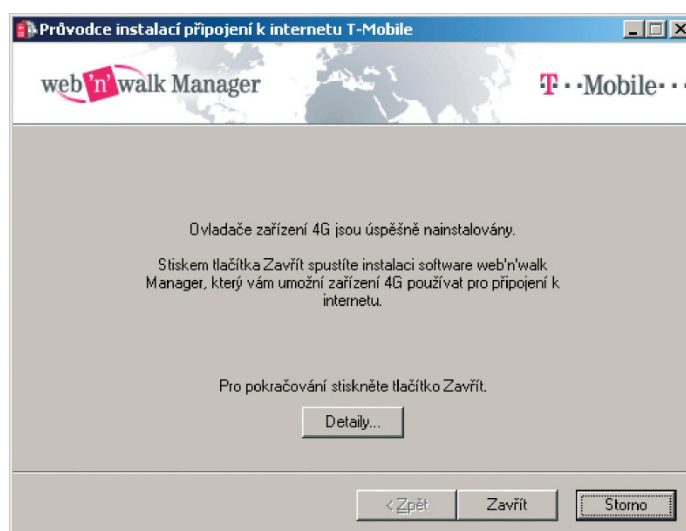 Průvodce instalací připojení k internetu T-Mobile
web'n'walk Manager
T··Mobile···
Ovladače zařízení 4G jsou úspěšně nainstalovány.
Stiskem tlačítka Zavřít spustíte instalaci software web'n'walk
Manager, který vám umožní zařízení 4G používat pro připojení k
internetu.
Pro pokračování stiskněte tlačítko Zavřít.
Detaily...
< Zpět
Zavřít
Storno